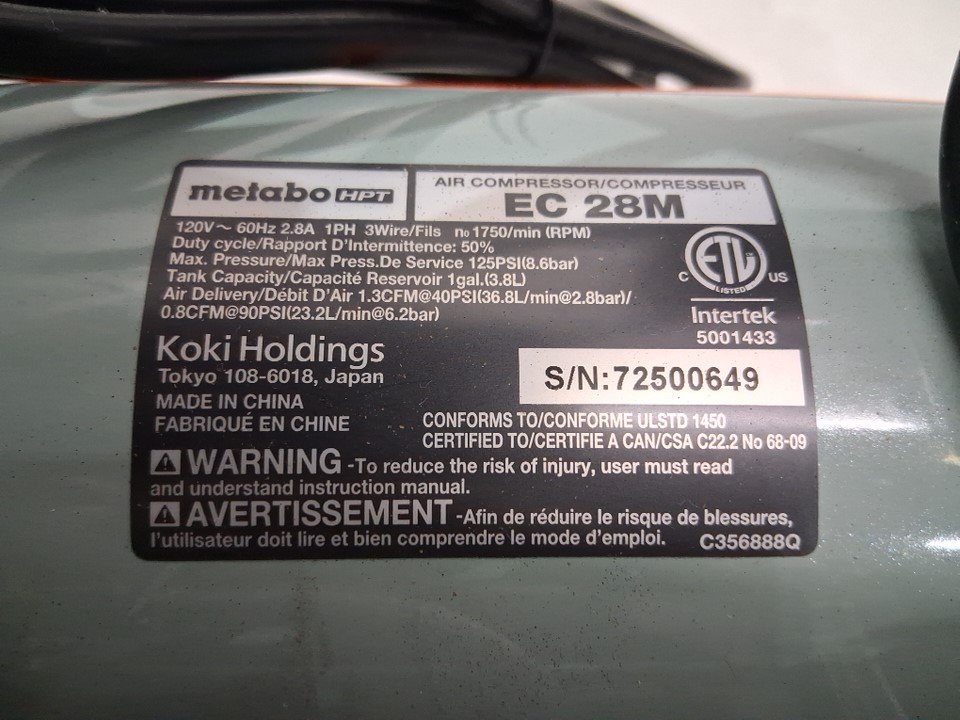 metabo HPT
AIR COMPRESSOR/COMPRESSEUR
EC 28M
120V～ 60Hz 2.8A 1PH 3Wire/Fils n₀ 1750/min (RPM)
Duty cycle/Rapport D'Intermittence: 50%
Max. Pressure/Max Press.De Service 125PSI(8.6bar)
Tank Capacity/Capacité Reservoir 1gal.(3.8L)
Air Delivery/Débit D'Air 1.3CFM@40PSI(36.8L/min@2.8bar)/
0.8CFM@90PSI(23.2L/min@6.2bar)
C ETL US
LISTED
Intertek
5001433
Koki Holdings
Tokyo 108-6018, Japan
S/N:72500649
MADE IN CHINA
FABRIQUÉ EN CHINE
CONFORMS TO/CONFORME ULSTD 1450
CERTIFIED TO/CERTIFIE A CAN/CSA C22.2 No 68-09
WARNING -To reduce the risk of injury, user must read
and understand instruction manual.
AVERTISSEMENT -Afin de réduire le risque de blessures,
l'utilisateur doit lire et bien comprendre le mode d'emploi.
C356888Q